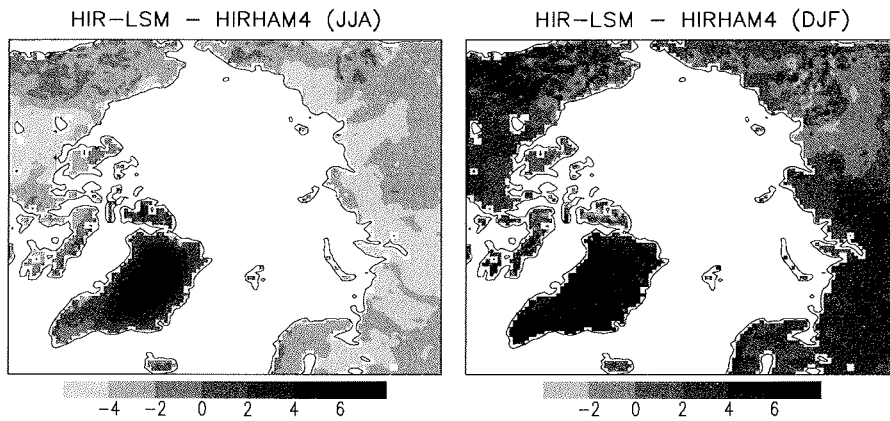 HIR-LSM – HIRHAM4 (JJA)
HIR-LSM – HIRHAM4 (DJF)
-4 -2 0 2 4 6
-2 0 2 4 6